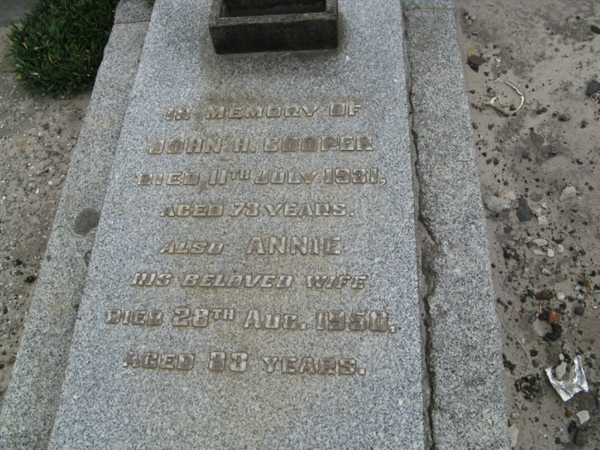 IN MEMORY OF
JOHN H. COOPER
DIED 11TH JULY 1931,
AGED 73 YEARS.
ALSO ANNIE
HIS BELOVED WIFE
DIED 28TH AUG. 1950,
AGED 83 YEARS.